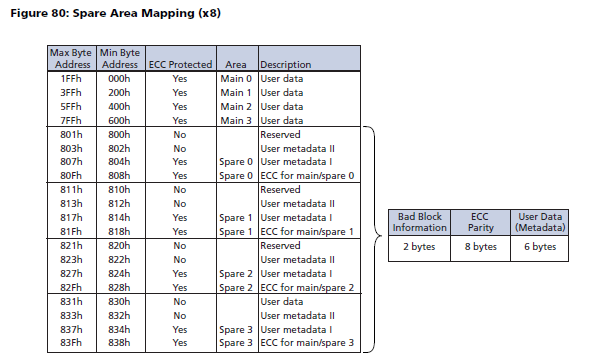 Figure 80: Spare Area Mapping (x8)
Max Byte Address Min Byte Address ECC Protected Area Description
1FFh 000h Yes Main 0 User data
3FFh 200h Yes Main 1 User data
5FFh 400h Yes Main 2 User data
7FFh 600h Yes Main 3 User data
801h 800h No Reserved
803h 802h No User metadata II
807h 804h Yes Spare 0 User metadata I
80Fh 808h Yes Spare 0 ECC for main/spare 0
811h 810h No Reserved
813h 812h No User metadata II
817h 814h Yes Spare 1 User metadata I
81Fh 818h Yes Spare 1 ECC for main/spare 1
821h 820h No Reserved
823h 822h No User metadata II
827h 824h Yes Spare 2 User metadata I
82Fh 828h Yes Spare 2 ECC for main/spare 2
831h 830h No User data
833h 832h No User metadata II
837h 834h Yes Spare 3 User metadata I
83Fh 838h Yes Spare 3 ECC for main/spare 3
Bad Block Information ECC Parity User Data (Metadata)
2 bytes 8 bytes 6 bytes